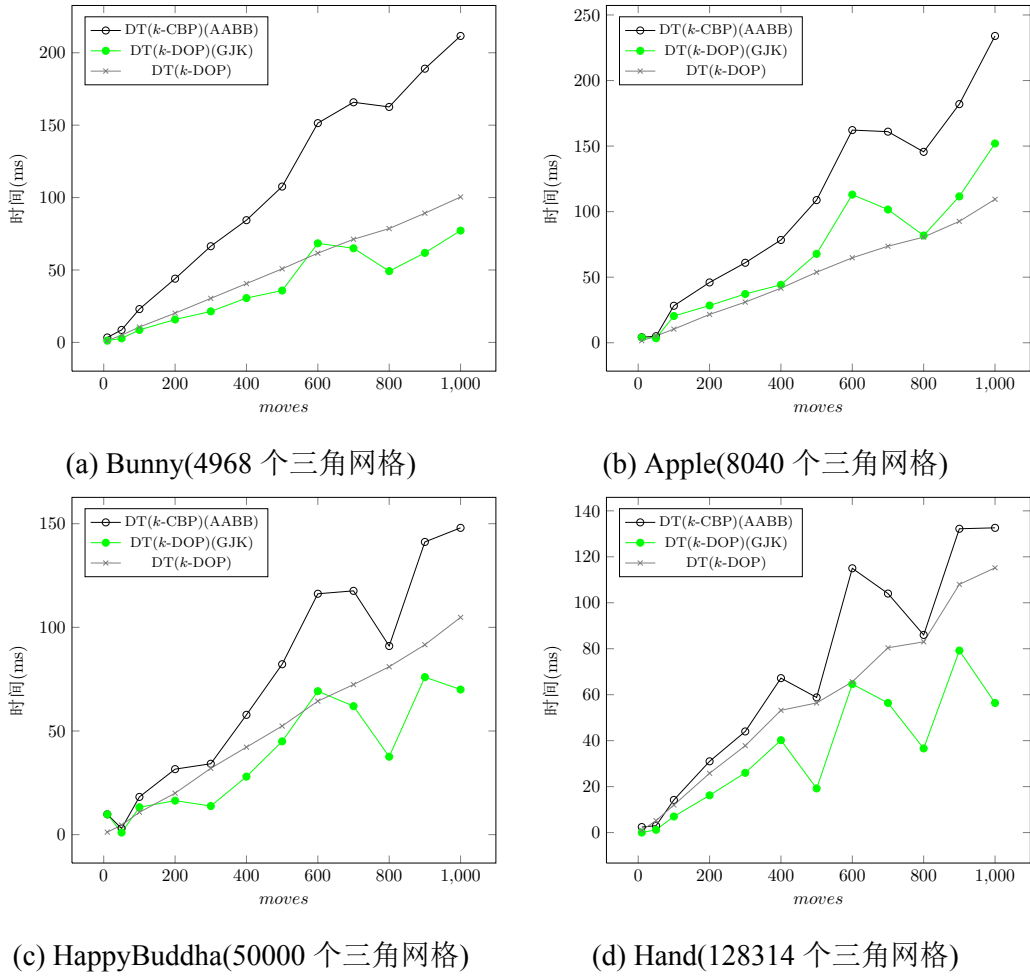 DT(k-CBP)(AABB)
DT(k-DOP)(GJK)
DT(k-DOP)
200
150
100
50
0
时间(ms)
0 200 400 600 800 1,000
moves
(a) Bunny(4968 个三角网格)
DT(k-CBP)(AABB)
DT(k-DOP)(GJK)
DT(k-DOP)
250
200
150
100
50
0
时间(ms)
0 200 400 600 800 1,000
moves
(b) Apple(8040 个三角网格)
DT(k-CBP)(AABB)
DT(k-DOP)(GJK)
DT(k-DOP)
150
100
50
0
时间(ms)
0 200 400 600 800 1,000
moves
(c) HappyBuddha(50000 个三角网格)
DT(k-CBP)(AABB)
DT(k-DOP)(GJK)
DT(k-DOP)
140
120
100
80
60
40
20
0
时间(ms)
0 200 400 600 800 1,000
moves
(d) Hand(128314 个三角网格)